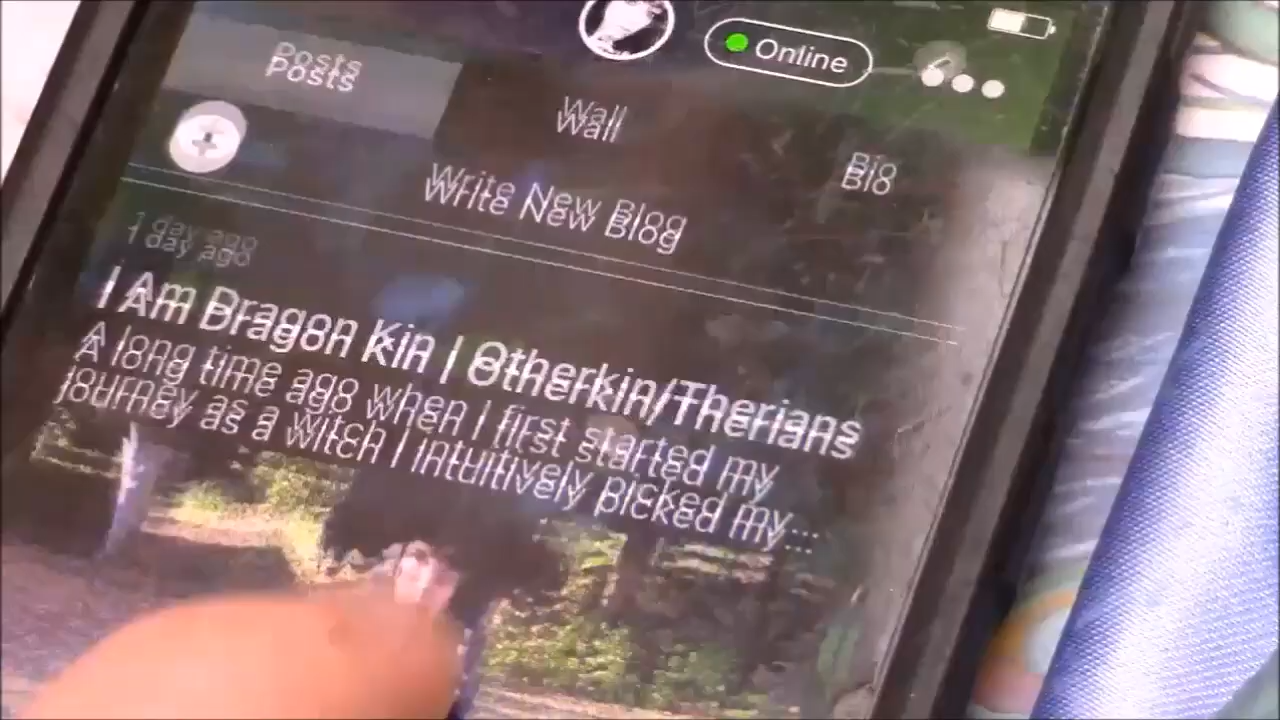 Online
Posts
Wall
Bio
Write New Blog
1 day ago
I Am Dragon Kin | Otherkin/Therians
A long time ago when I first started my
journey as a witch I intuitively picked my...